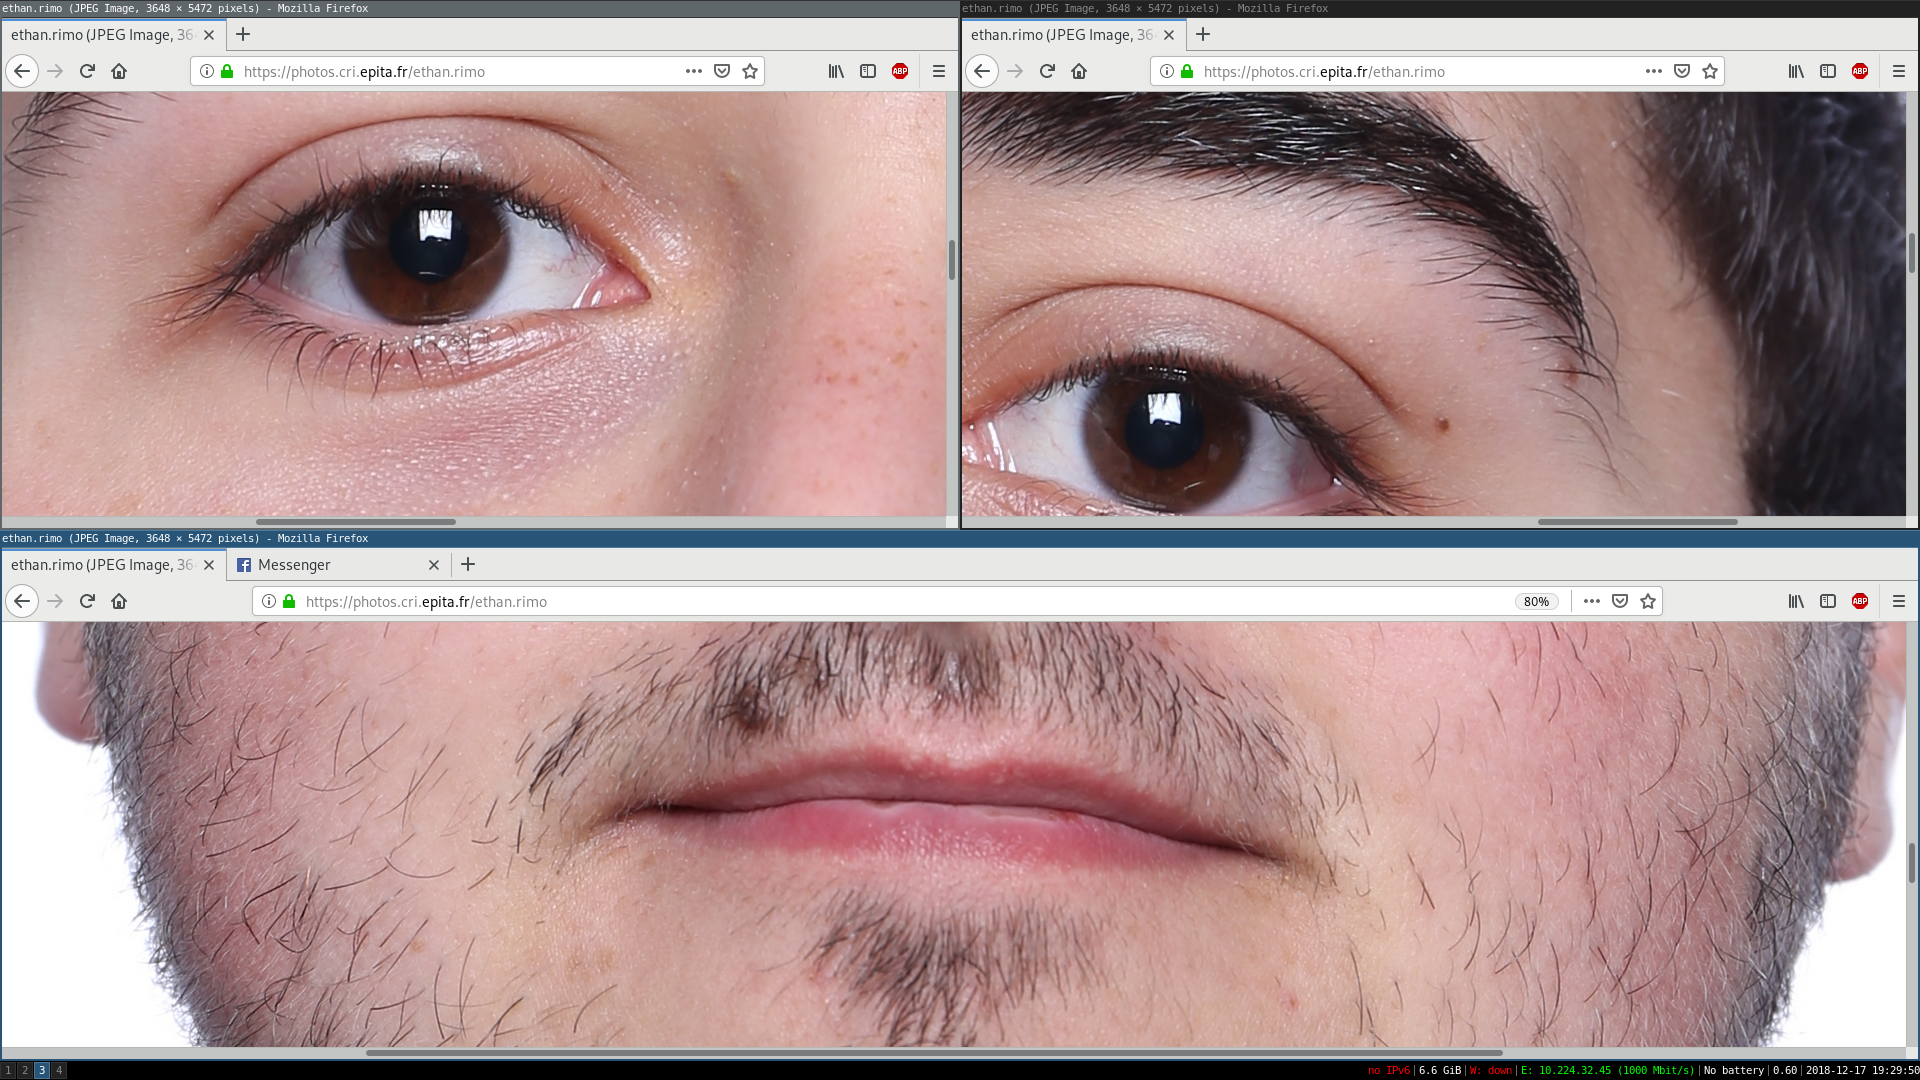 ethan.rimo (JPEG Image, 3648 × 5472 pixels) - Mozilla Firefox
ethan.rimo (JPEG Image, 36
https://photos.cri.epita.fr/ethan.rimo
ABP
ethan.rimo (JPEG Image, 3648 × 5472 pixels) - Mozilla Firefox
ethan.rimo (JPEG Image, 36
https://photos.cri.epita.fr/ethan.rimo
ABP
ethan.rimo (JPEG Image, 3648 × 5472 pixels) - Mozilla Firefox
ethan.rimo (JPEG Image, 36
Messenger
https://photos.cri.epita.fr/ethan.rimo
80%
ABP
1 2 3 4
no IPv6|6.6 GiB|W: down|E: 10.224.32.45 (1000 Mbit/s)|No battery|0.60|2018-12-17 19:29:50